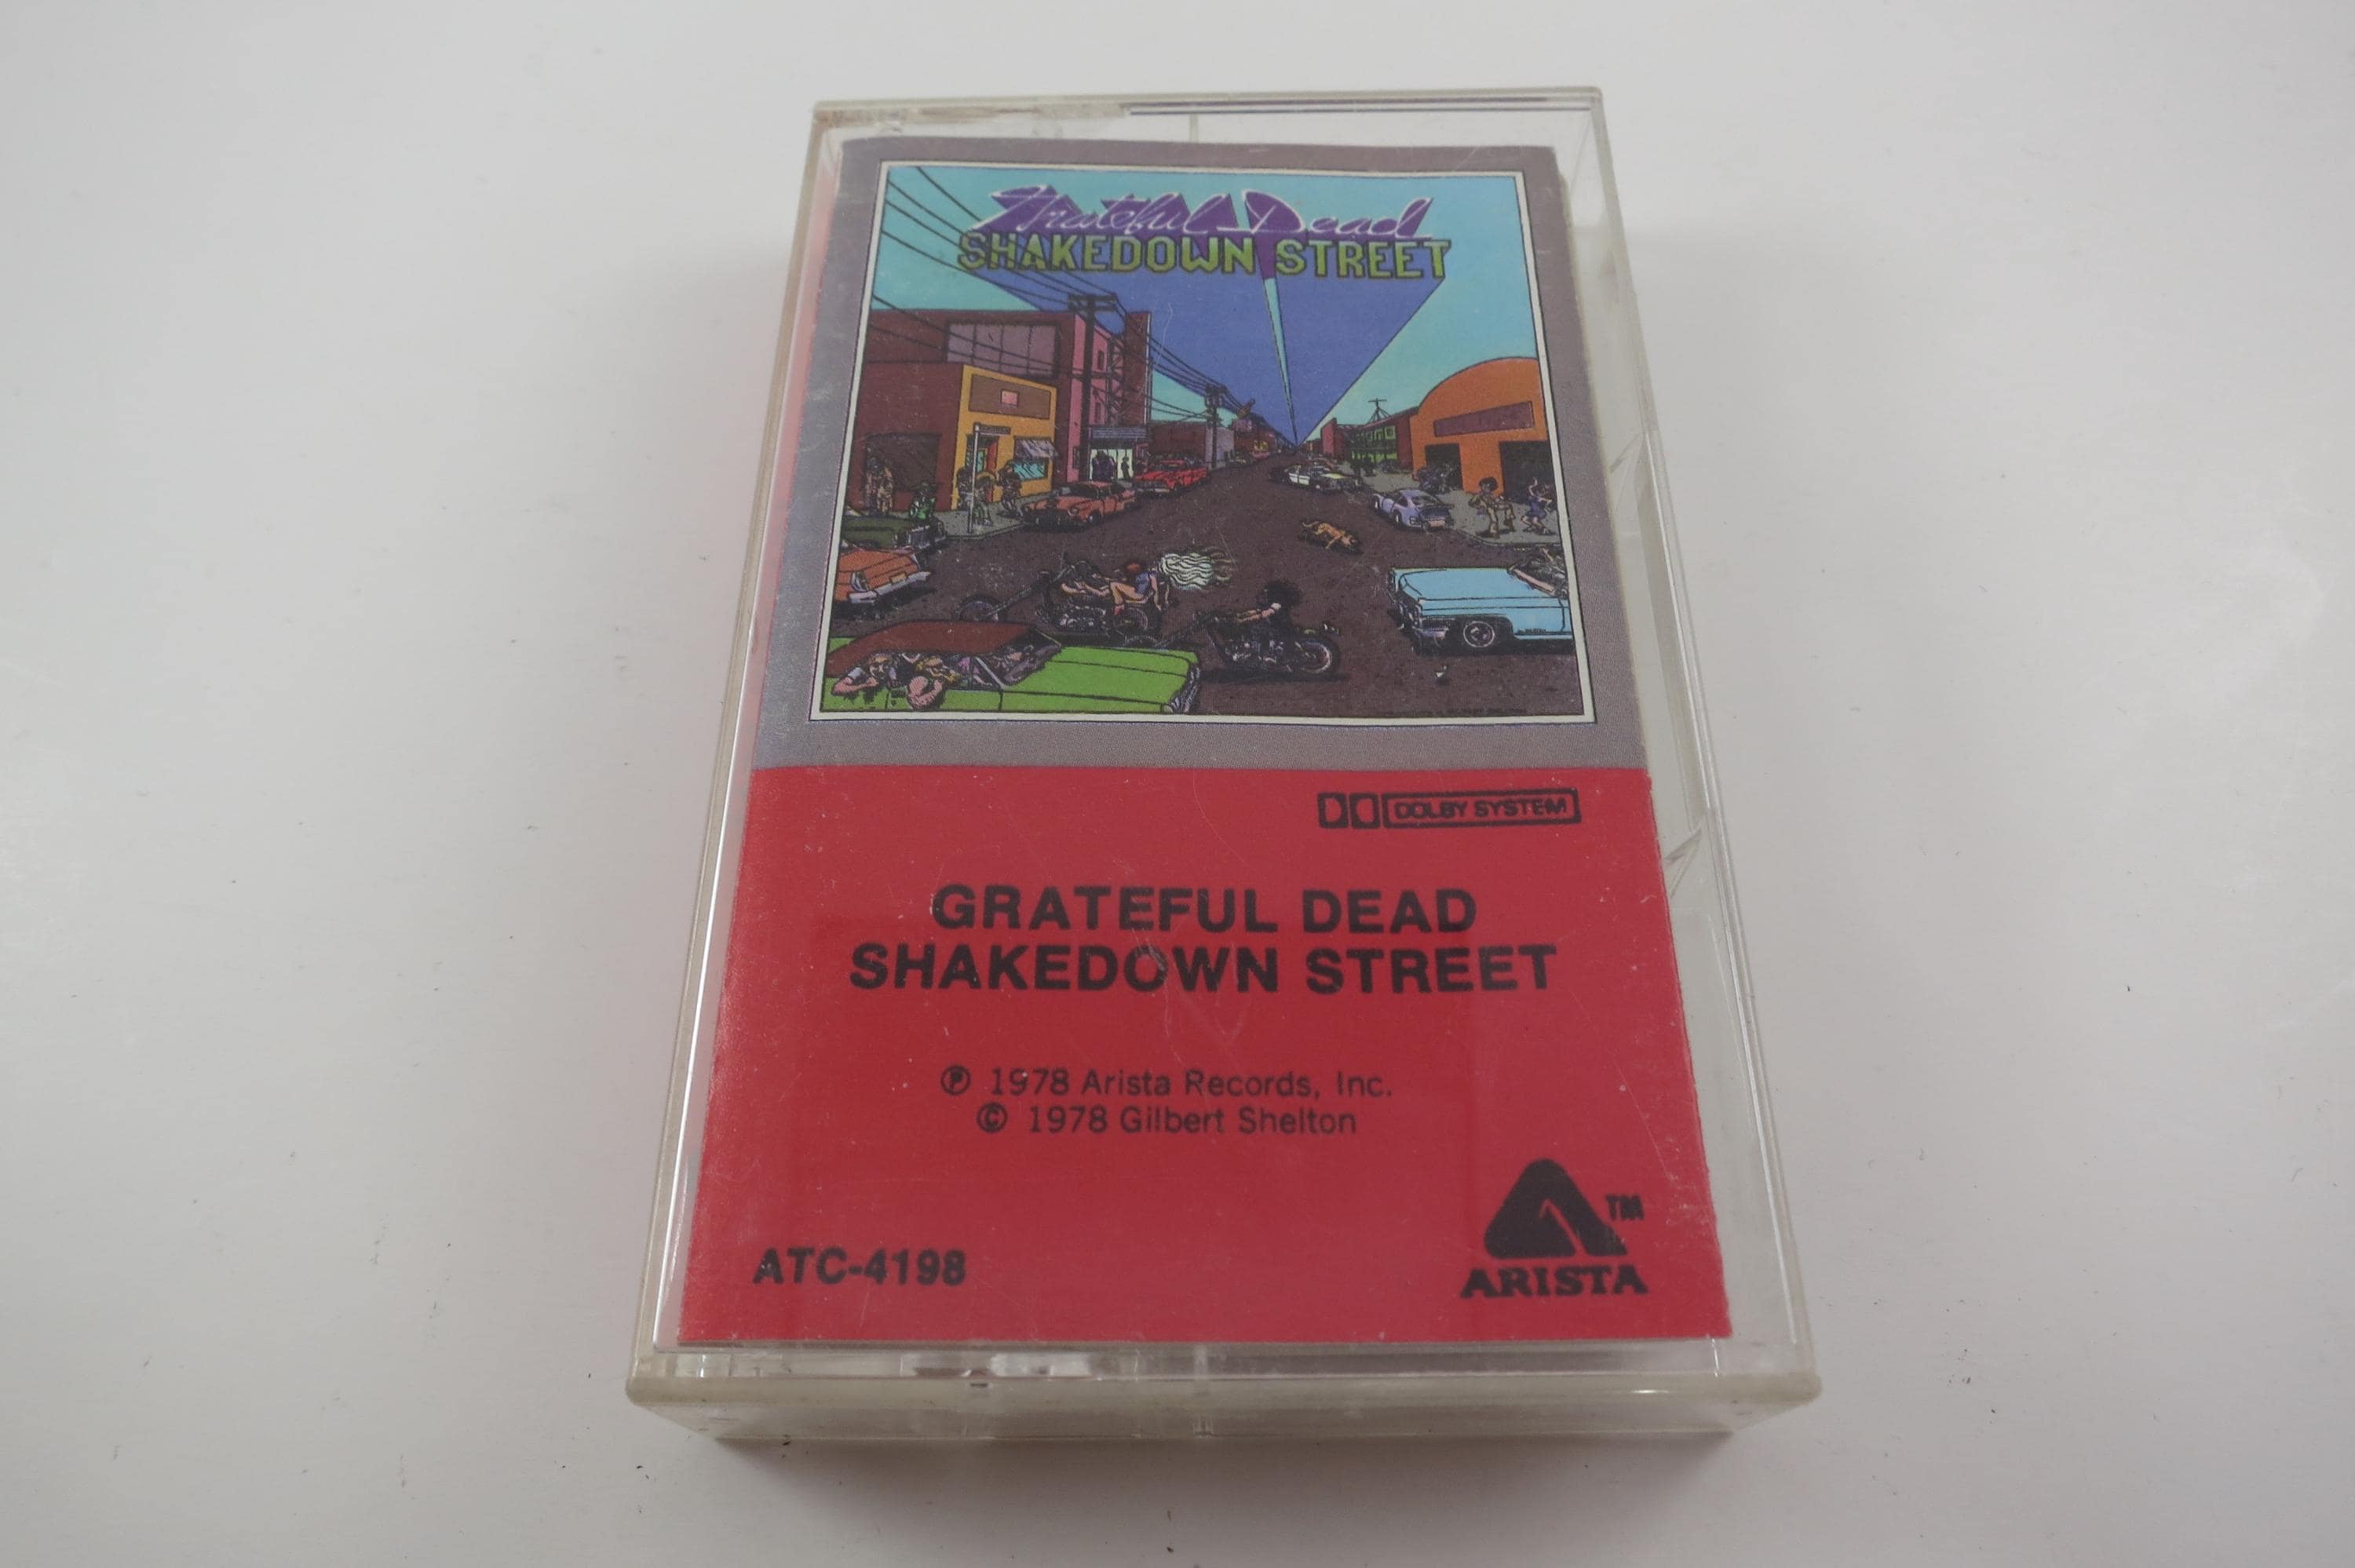 Grateful Dead
SHAKEDOWN STREET
DOLBY SYSTEM
GRATEFUL DEAD
SHAKEDOWN STREET
℗ 1978 Arista Records, Inc.
© 1978 Gilbert Shelton
ATC-4198
TM
ARISTA